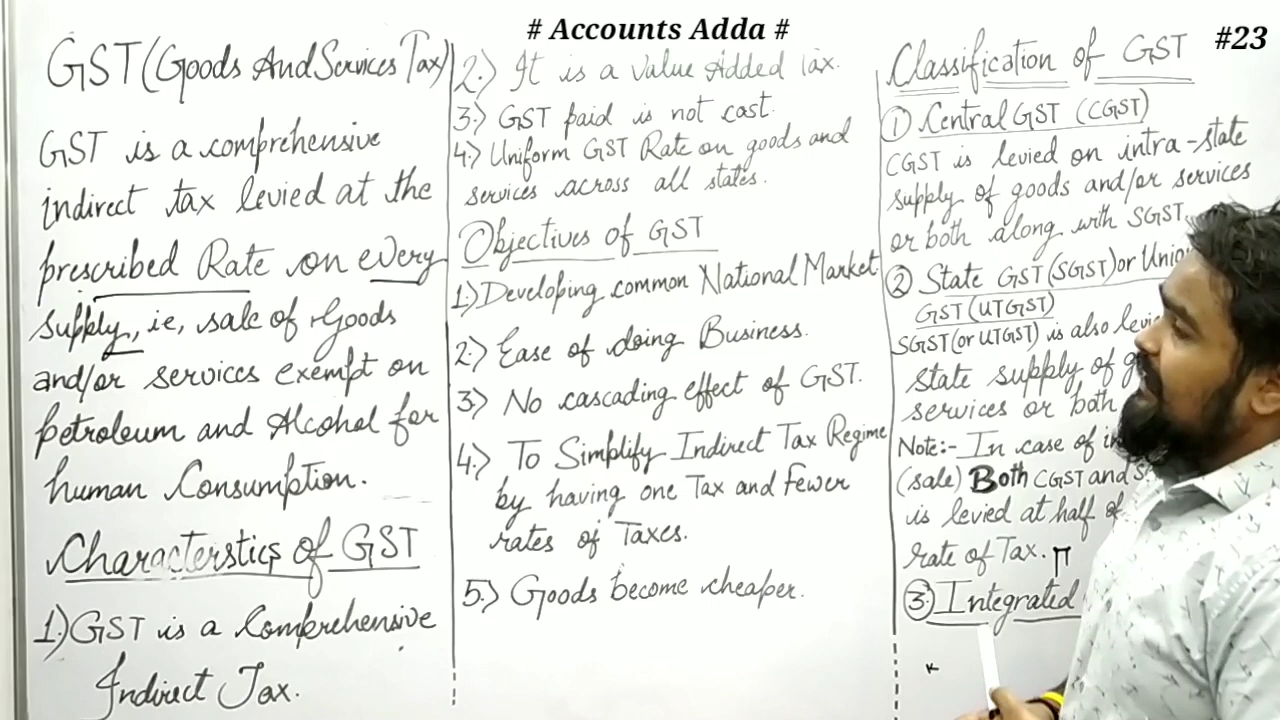 # Accounts Adda #
#23
GST (Goods And Services Tax)
GST is a comprehensive
indirect tax levied at the
prescribed Rate on every
supply, ie, sale of Goods
and/or services exempt on
petroleum and Alcohol for
human Consumption.
Characterstics of GST
1.) GST is a Comprehensive
Indirect Tax.
2.) It is a Value Added Tax.
3.) GST paid is not cost.
4.) Uniform GST Rate on goods and
services across all states.
Objectives of GST
1.) Developing common National Market
2.) Ease of doing Business.
3.) No cascading effect of GST.
4.) To Simplify Indirect Tax Regime
by having one Tax and Fewer
rates of Taxes.
5.) Goods become cheaper.
Classification of GST
① Central GST (CGST)
CGST is levied on intra-state
supply of goods and/or services
or both along with SGST.
② State GST (SGST) or
GST (UTGST)
SGST (or UTGST) is also
state supply of
services or both
Note:- In case of
(sale) Both CGST and
is levied at half of
rate of Tax.
③ Integrated